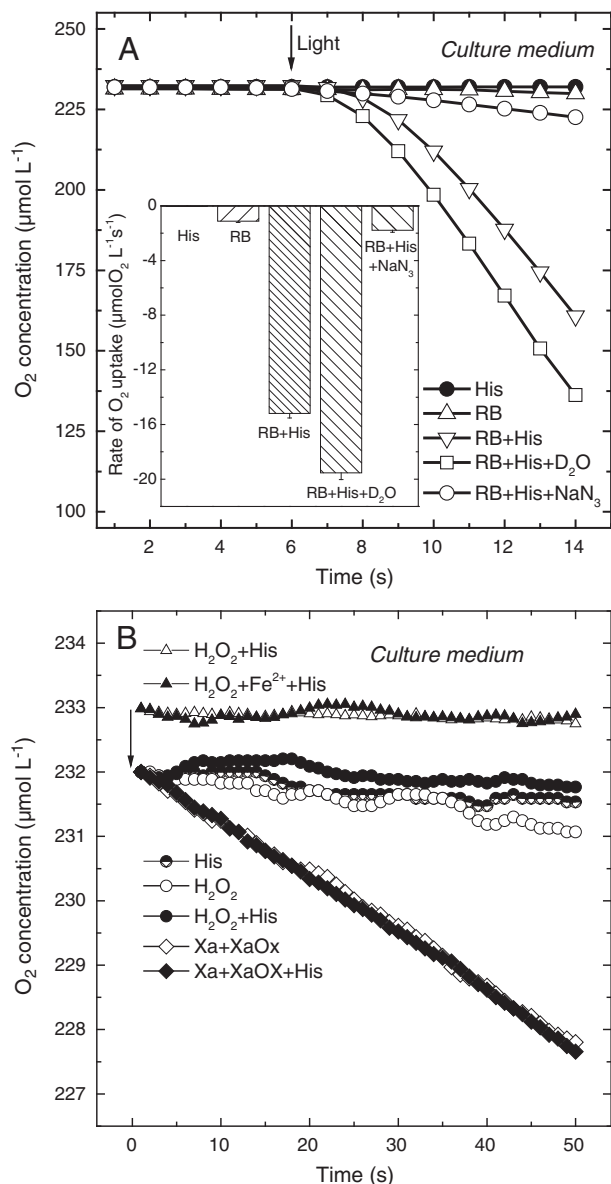 A
Light
Culture medium
O₂ concentration (µmol L⁻¹)
250
225
200
175
150
125
100
Rate of O₂ uptake (µmolO₂ L⁻¹s⁻¹)
0
-4
-8
-12
-16
-20
His
RB
RB+His
RB+His+D₂O
RB+His
+NaN₃
His
RB
RB+His
RB+His+D₂O
RB+His+NaN₃
2 4 6 8 10 12 14
Time (s)
B
H₂O₂+His
H₂O₂+Fe²⁺+His
Culture medium
O₂ concentration (µmol L⁻¹)
234
233
232
231
230
229
228
227
His
H₂O₂
H₂O₂+His
Xa+XaOx
Xa+XaOX+His
0 10 20 30 40 50
Time (s)